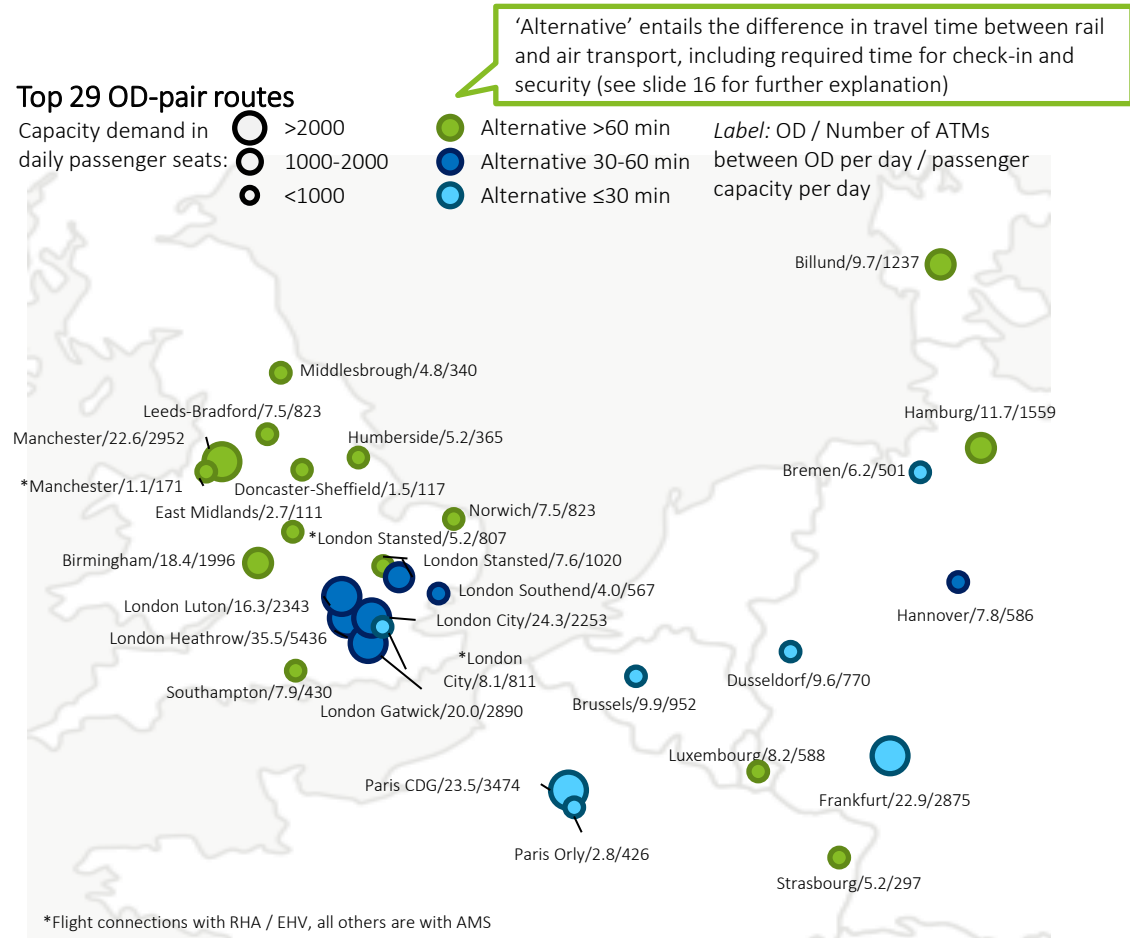 ‘Alternative’ entails the difference in travel time between rail
and air transport, including required time for check-in and
security (see slide 16 for further explanation)
Top 29 OD-pair routes
Capacity demand in
daily passenger seats:
>2000
1000-2000
<1000
Alternative >60 min
Alternative 30-60 min
Alternative ≤30 min
Label: OD / Number of ATMs
between OD per day / passenger
capacity per day
Billund/9.7/1237
Middlesbrough/4.8/340
Leeds-Bradford/7.5/823
Hamburg/11.7/1559
Manchester/22.6/2952
Humberside/5.2/365
Bremen/6.2/501
*Manchester/1.1/171
Doncaster-Sheffield/1.5/117
East Midlands/2.7/111
Norwich/7.5/823
*London Stansted/5.2/807
Birmingham/18.4/1996
London Stansted/7.6/1020
London Southend/4.0/567
London Luton/16.3/2343
London City/24.3/2253
Hannover/7.8/586
London Heathrow/35.5/5436
*London
City/8.1/811
Dusseldorf/9.6/770
Southampton/7.9/430
Brussels/9.9/952
London Gatwick/20.0/2890
Luxembourg/8.2/588
Paris CDG/23.5/3474
Frankfurt/22.9/2875
Paris Orly/2.8/426
Strasbourg/5.2/297
*Flight connections with RHA / EHV, all others are with AMS